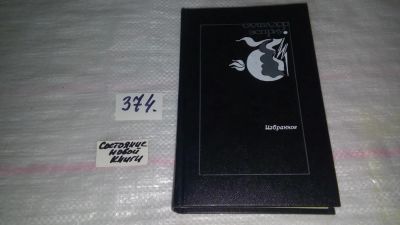 374.
Состояние
новой
книги
Избранное